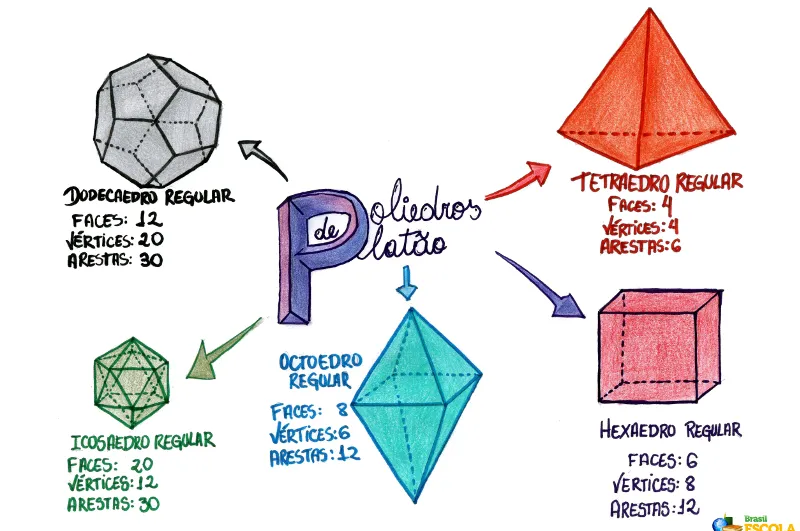 Poliedros
de
Platão
DODECAEDRO REGULAR
FACES: 12
VÉRTICES: 20
ARESTAS: 30
TETRAEDRO REGULAR
FACES: 4
VÉRTICES: 4
ARESTAS: 6
ICOSAEDRO REGULAR
FACES: 20
VÉRTICES: 12
ARESTAS: 30
OCTOEDRO
REGULAR
FACES: 8
VÉRTICES: 6
ARESTAS: 12
HEXAEDRO REGULAR
FACES: 6
VÉRTICES: 8
ARESTAS: 12
Brasil
ESCOLA